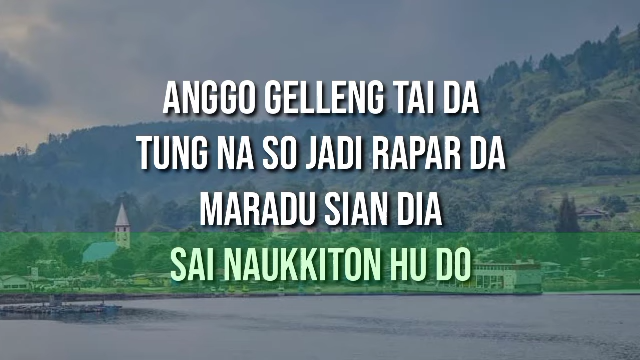 ANGGO GELLENG TAI DA
TUNG NA SO JADI RAPAR DA
MARADU SIAN DIA
SAI NAUKKITON HU DO